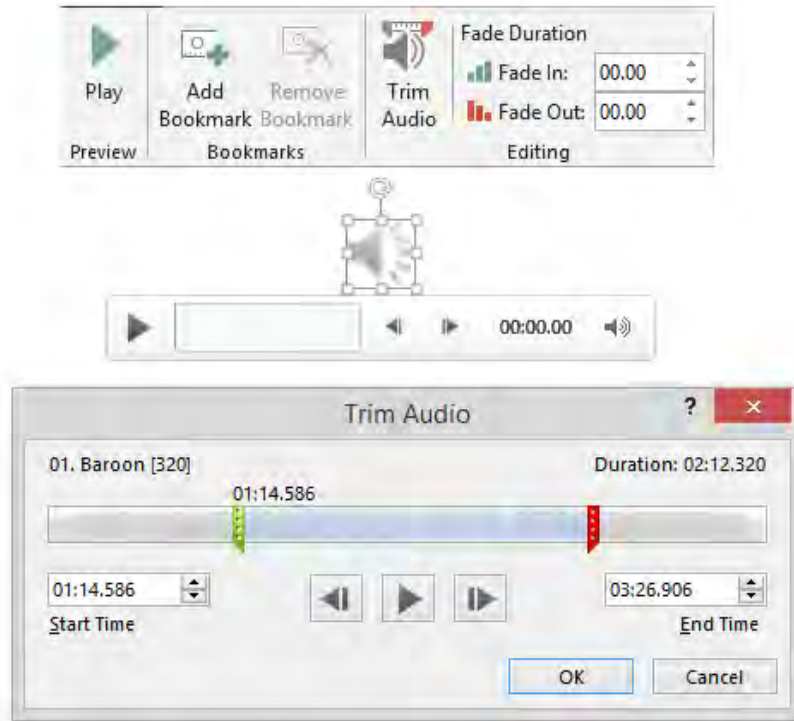 Play
Preview
Add
Bookmark
Remove
Bookmark
Bookmarks
Trim
Audio
Fade Duration
Fade In: 00.00
Fade Out: 00.00
Editing
00:00.00
Trim Audio
?
01. Baroon [320]
Duration: 02:12.320
01:14.586
01:14.586
03:26.906
Start Time
End Time
OK
Cancel